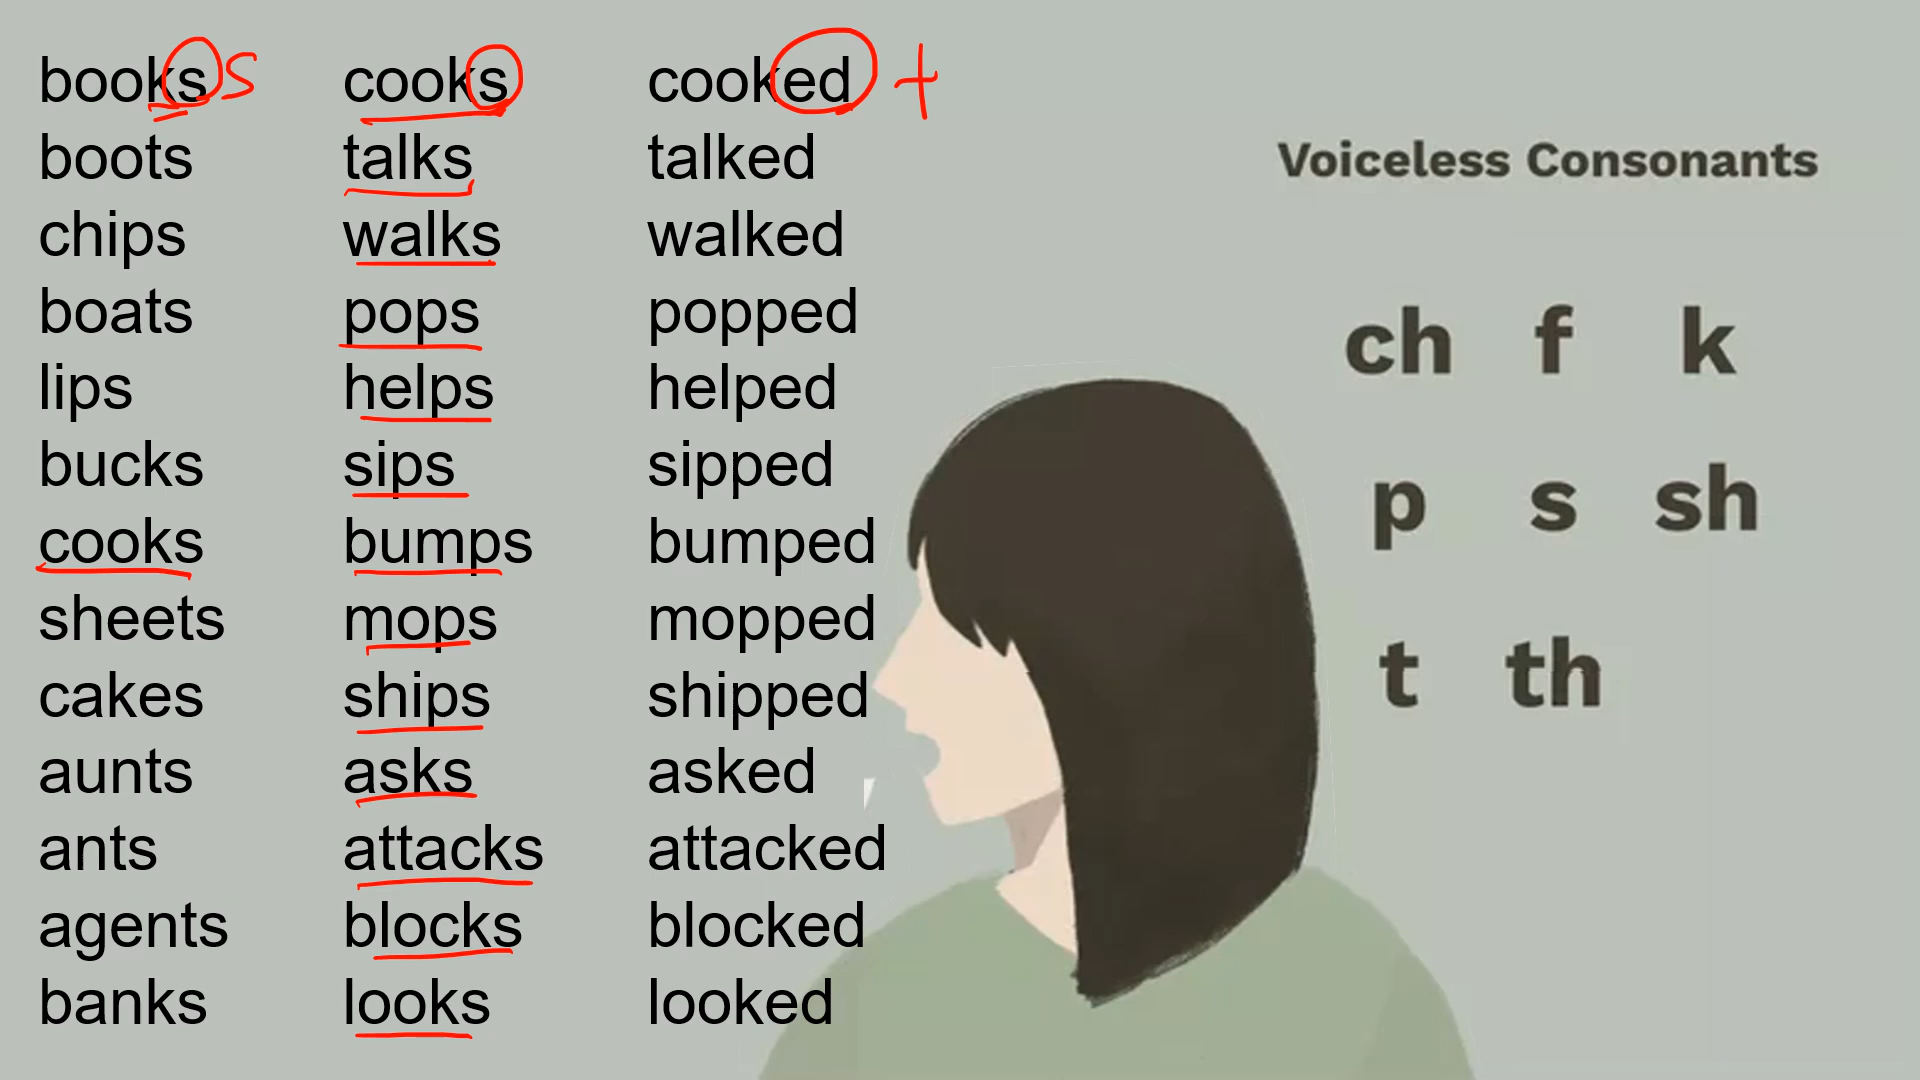 books s cooks cooked t
boots talks talked
chips walks walked
boats pops popped
lips helps helped
bucks sips sipped
cooks bumps bumped
sheets mops mopped
cakes ships shipped
aunts asks asked
ants attacks attacked
agents blocks blocked
banks looks looked
Voiceless Consonants
ch f k
p s sh
t th